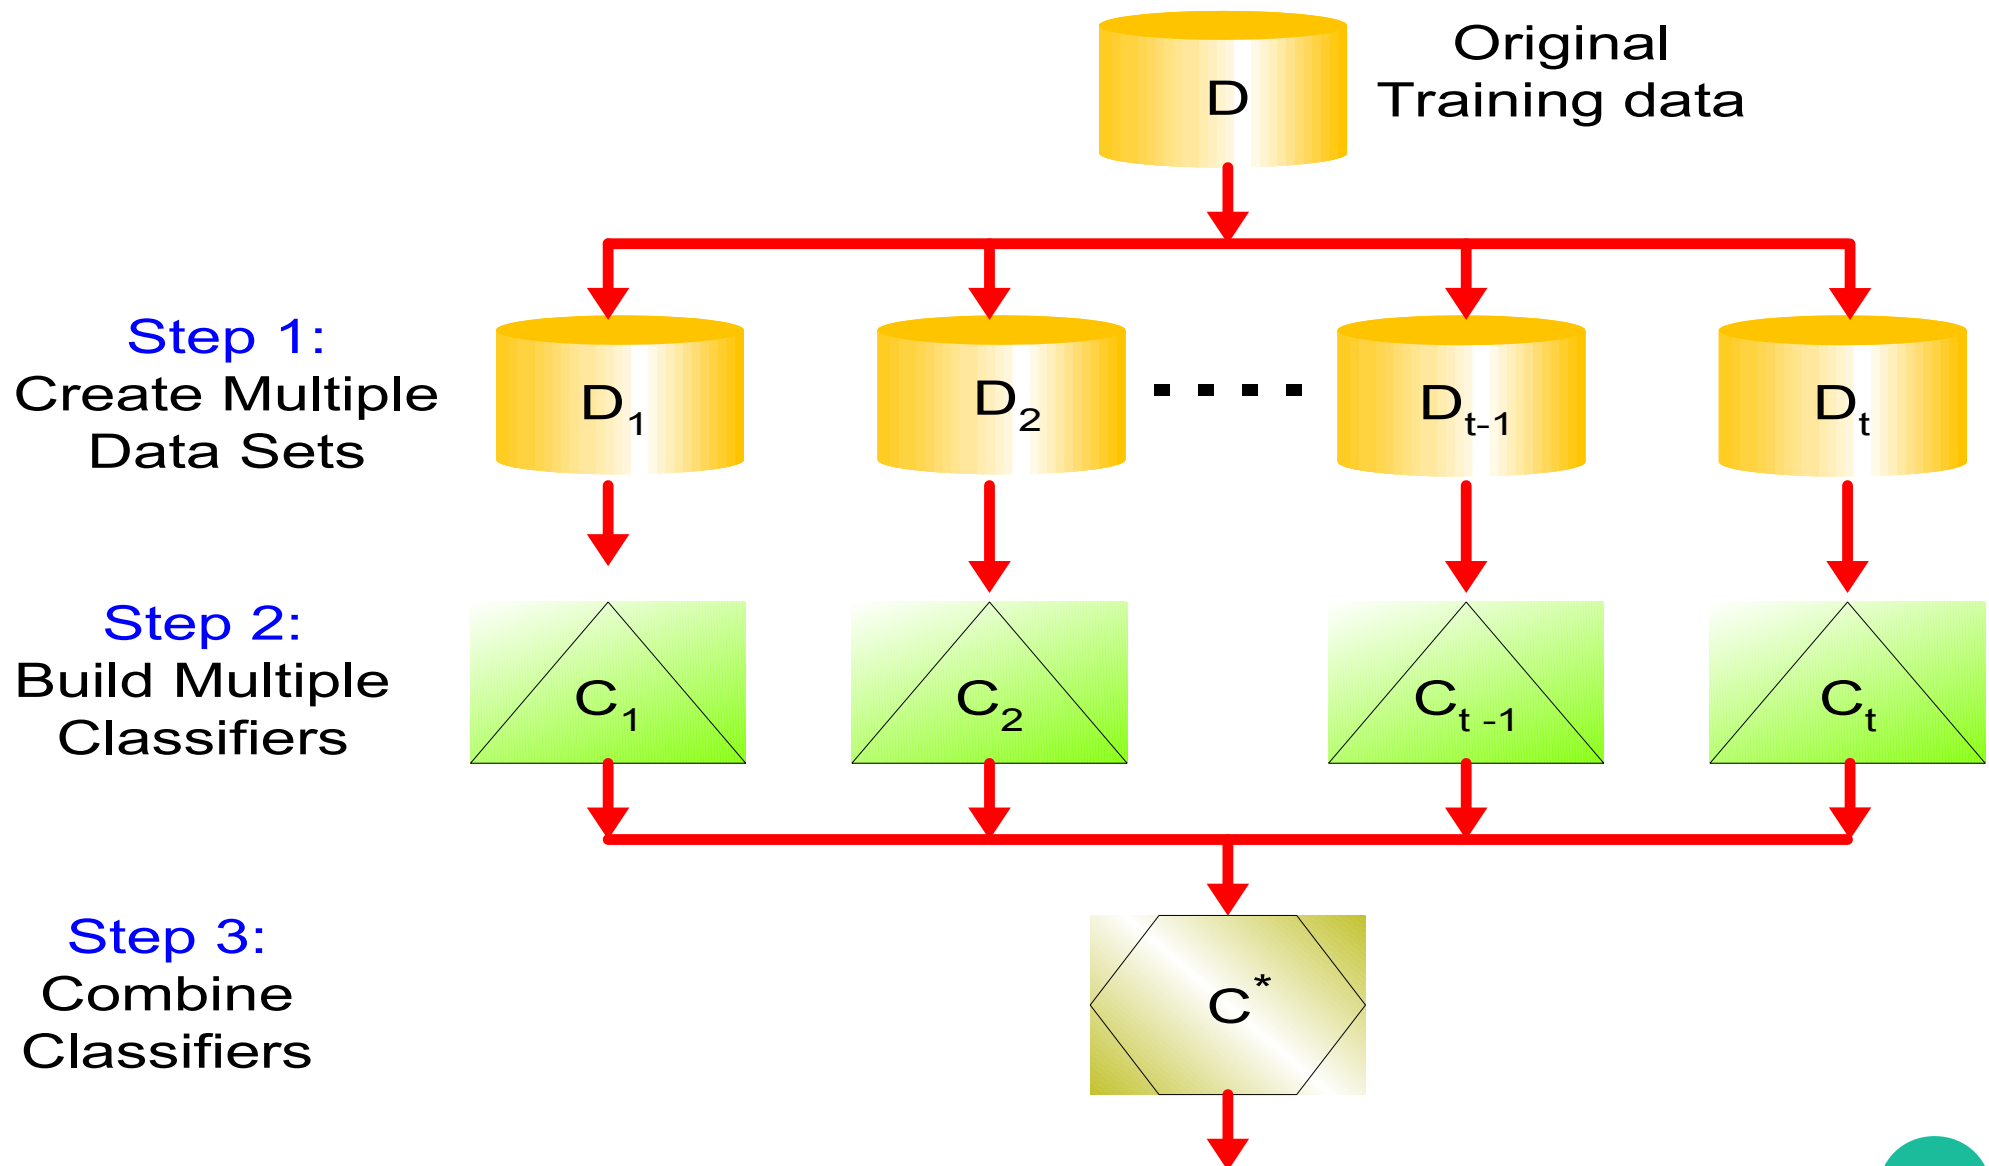 D
Original
Training data
Step 1:
Create Multiple
Data Sets
D1
D2
Dt-1
Dt
Step 2:
Build Multiple
Classifiers
C1
C2
Ct -1
Ct
Step 3:
Combine
Classifiers
C*